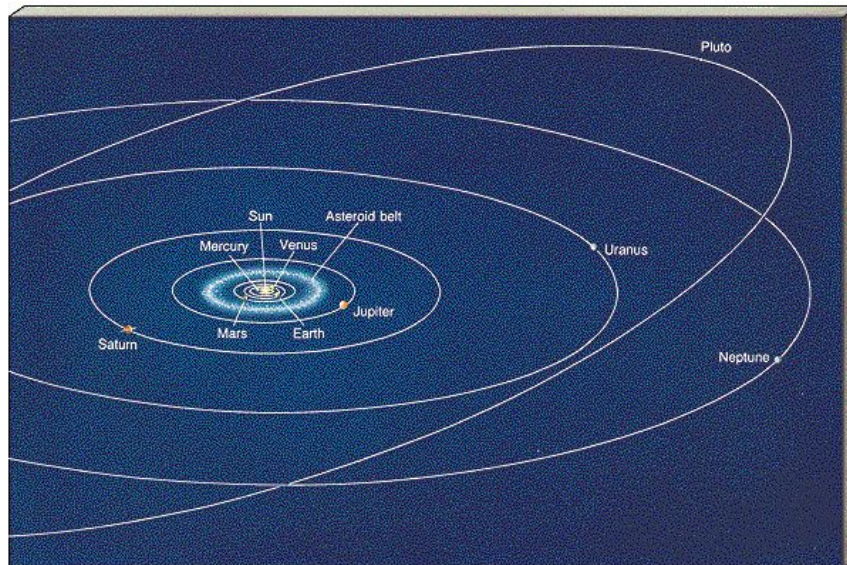 Pluto
Sun
Asteroid belt
Mercury
Venus
Uranus
Jupiter
Mars
Earth
Saturn
Neptune